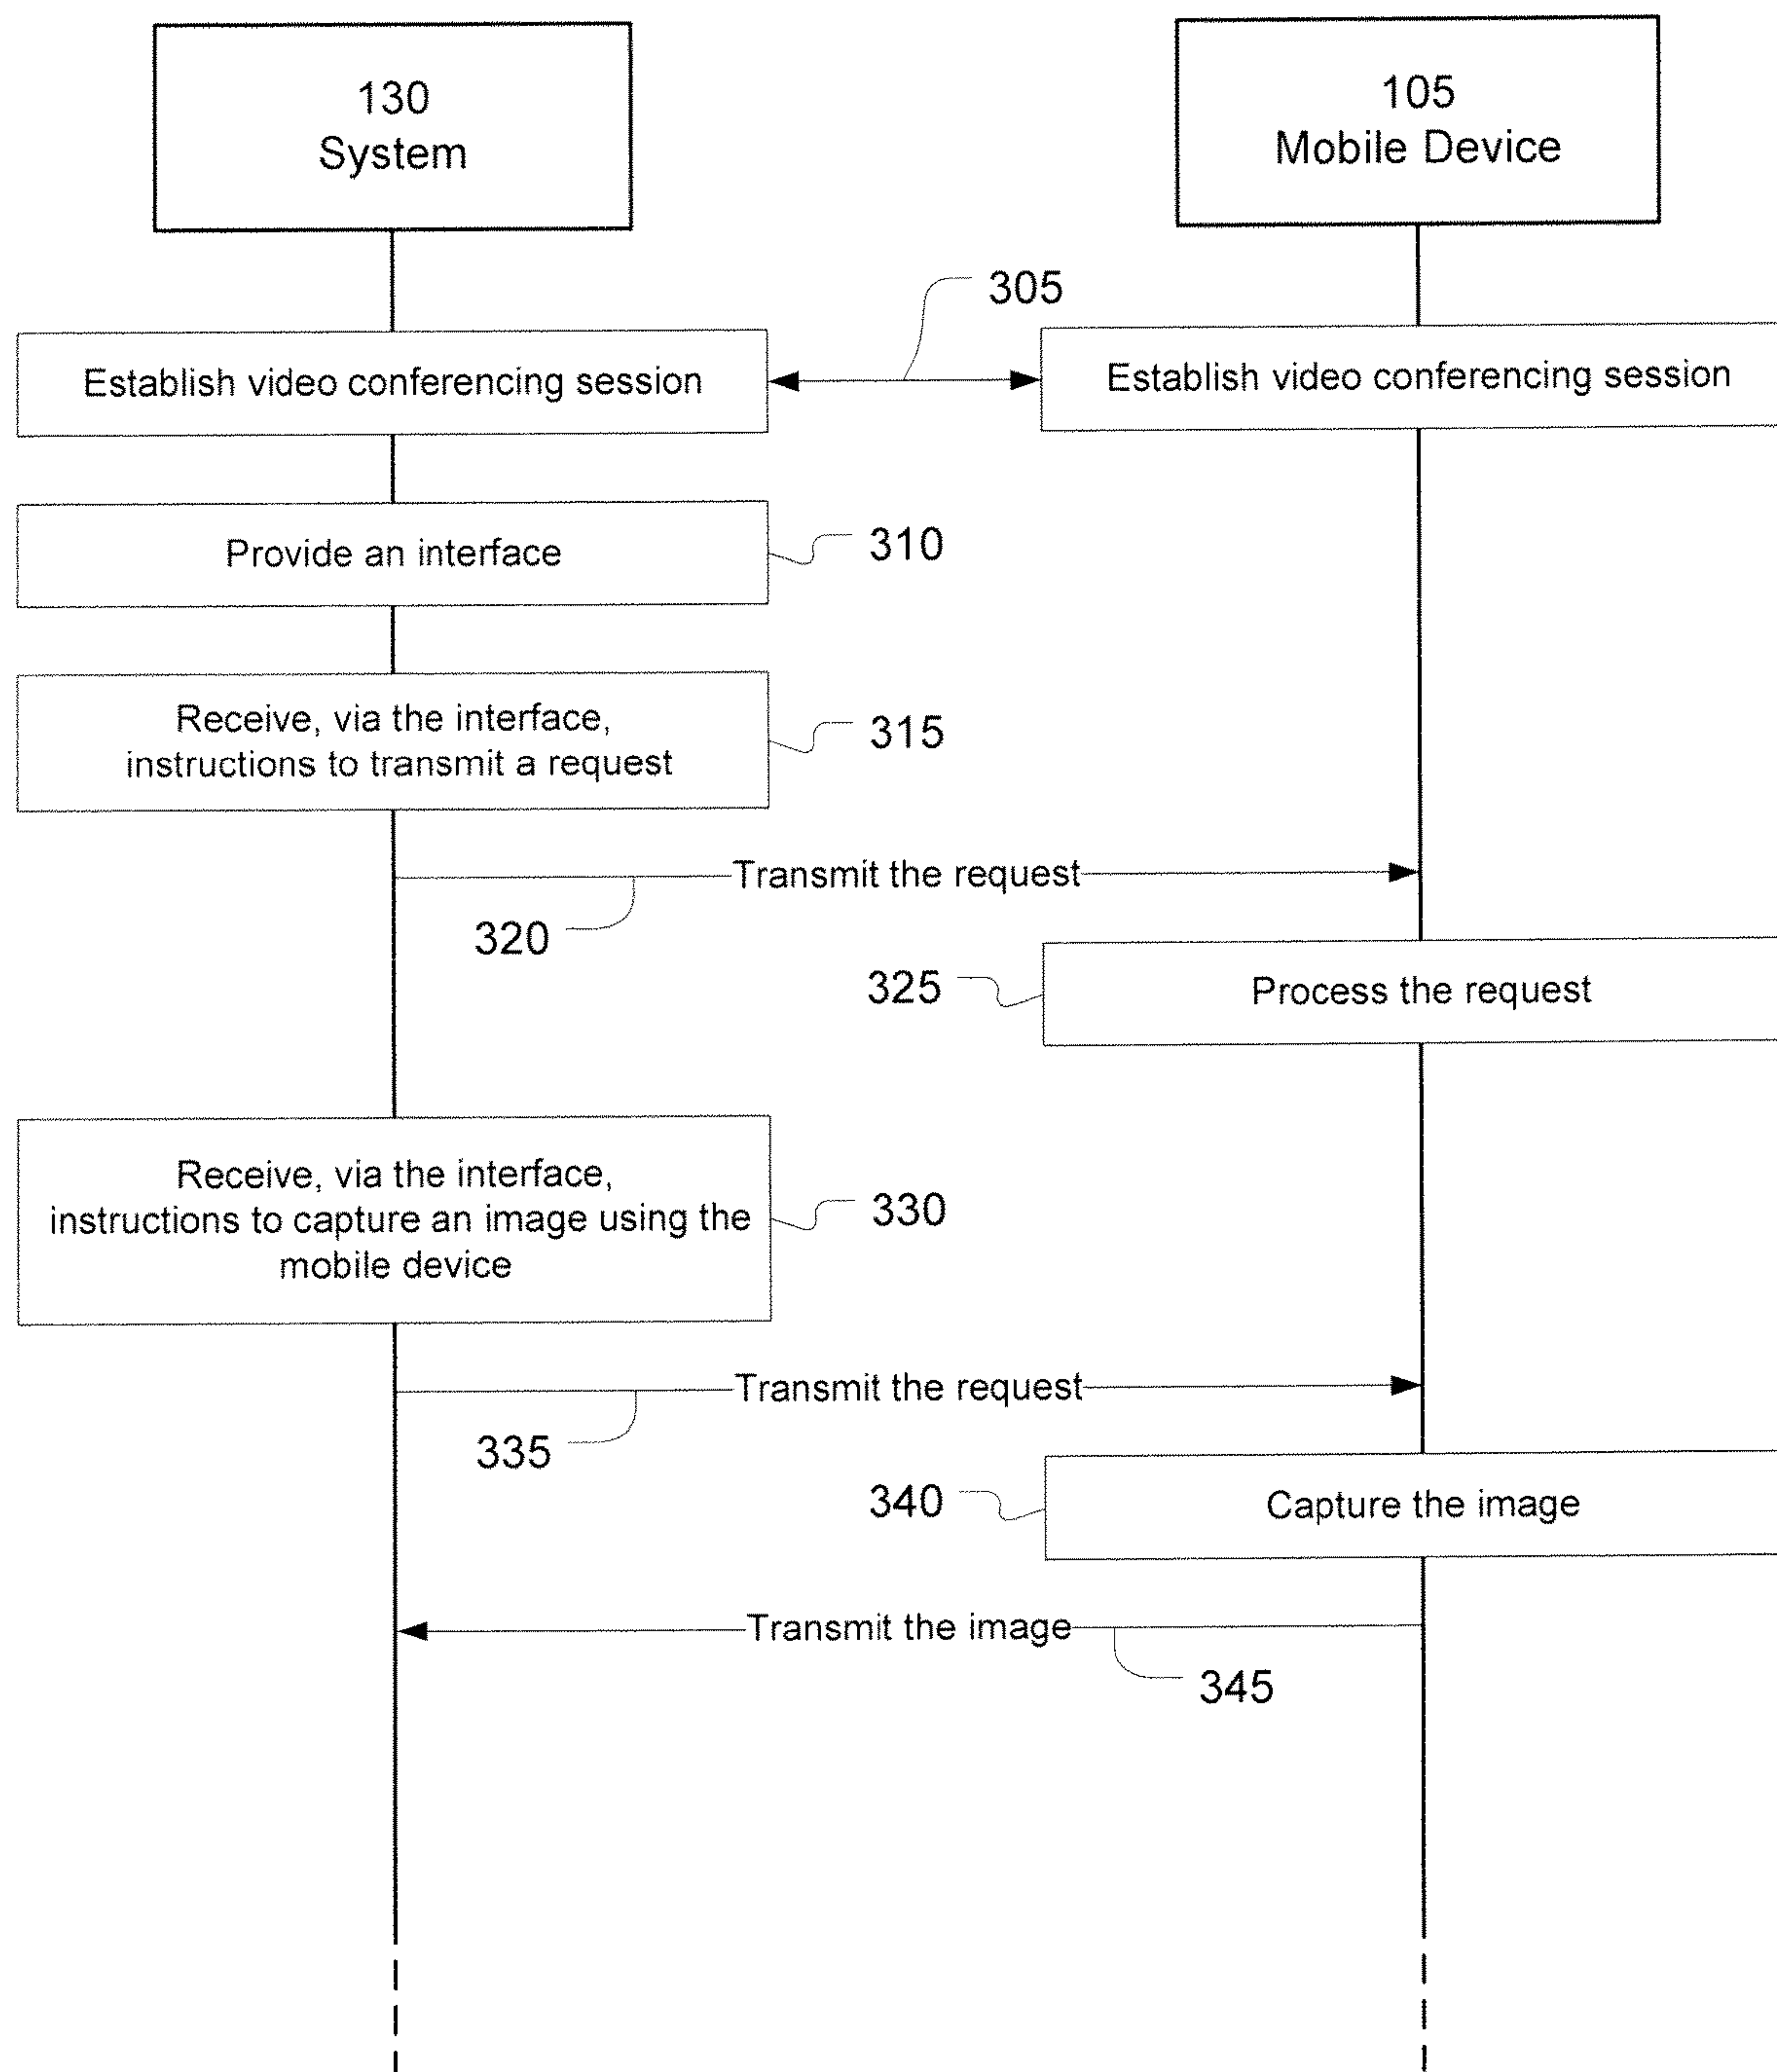 130
System
105
Mobile Device
305
Establish video conferencing session
Establish video conferencing session
Provide an interface
310
Receive, via the interface,
instructions to transmit a request
315
Transmit the request
320
325
Process the request
Receive, via the interface,
instructions to capture an image using the
mobile device
330
Transmit the request
335
340
Capture the image
Transmit the image
345